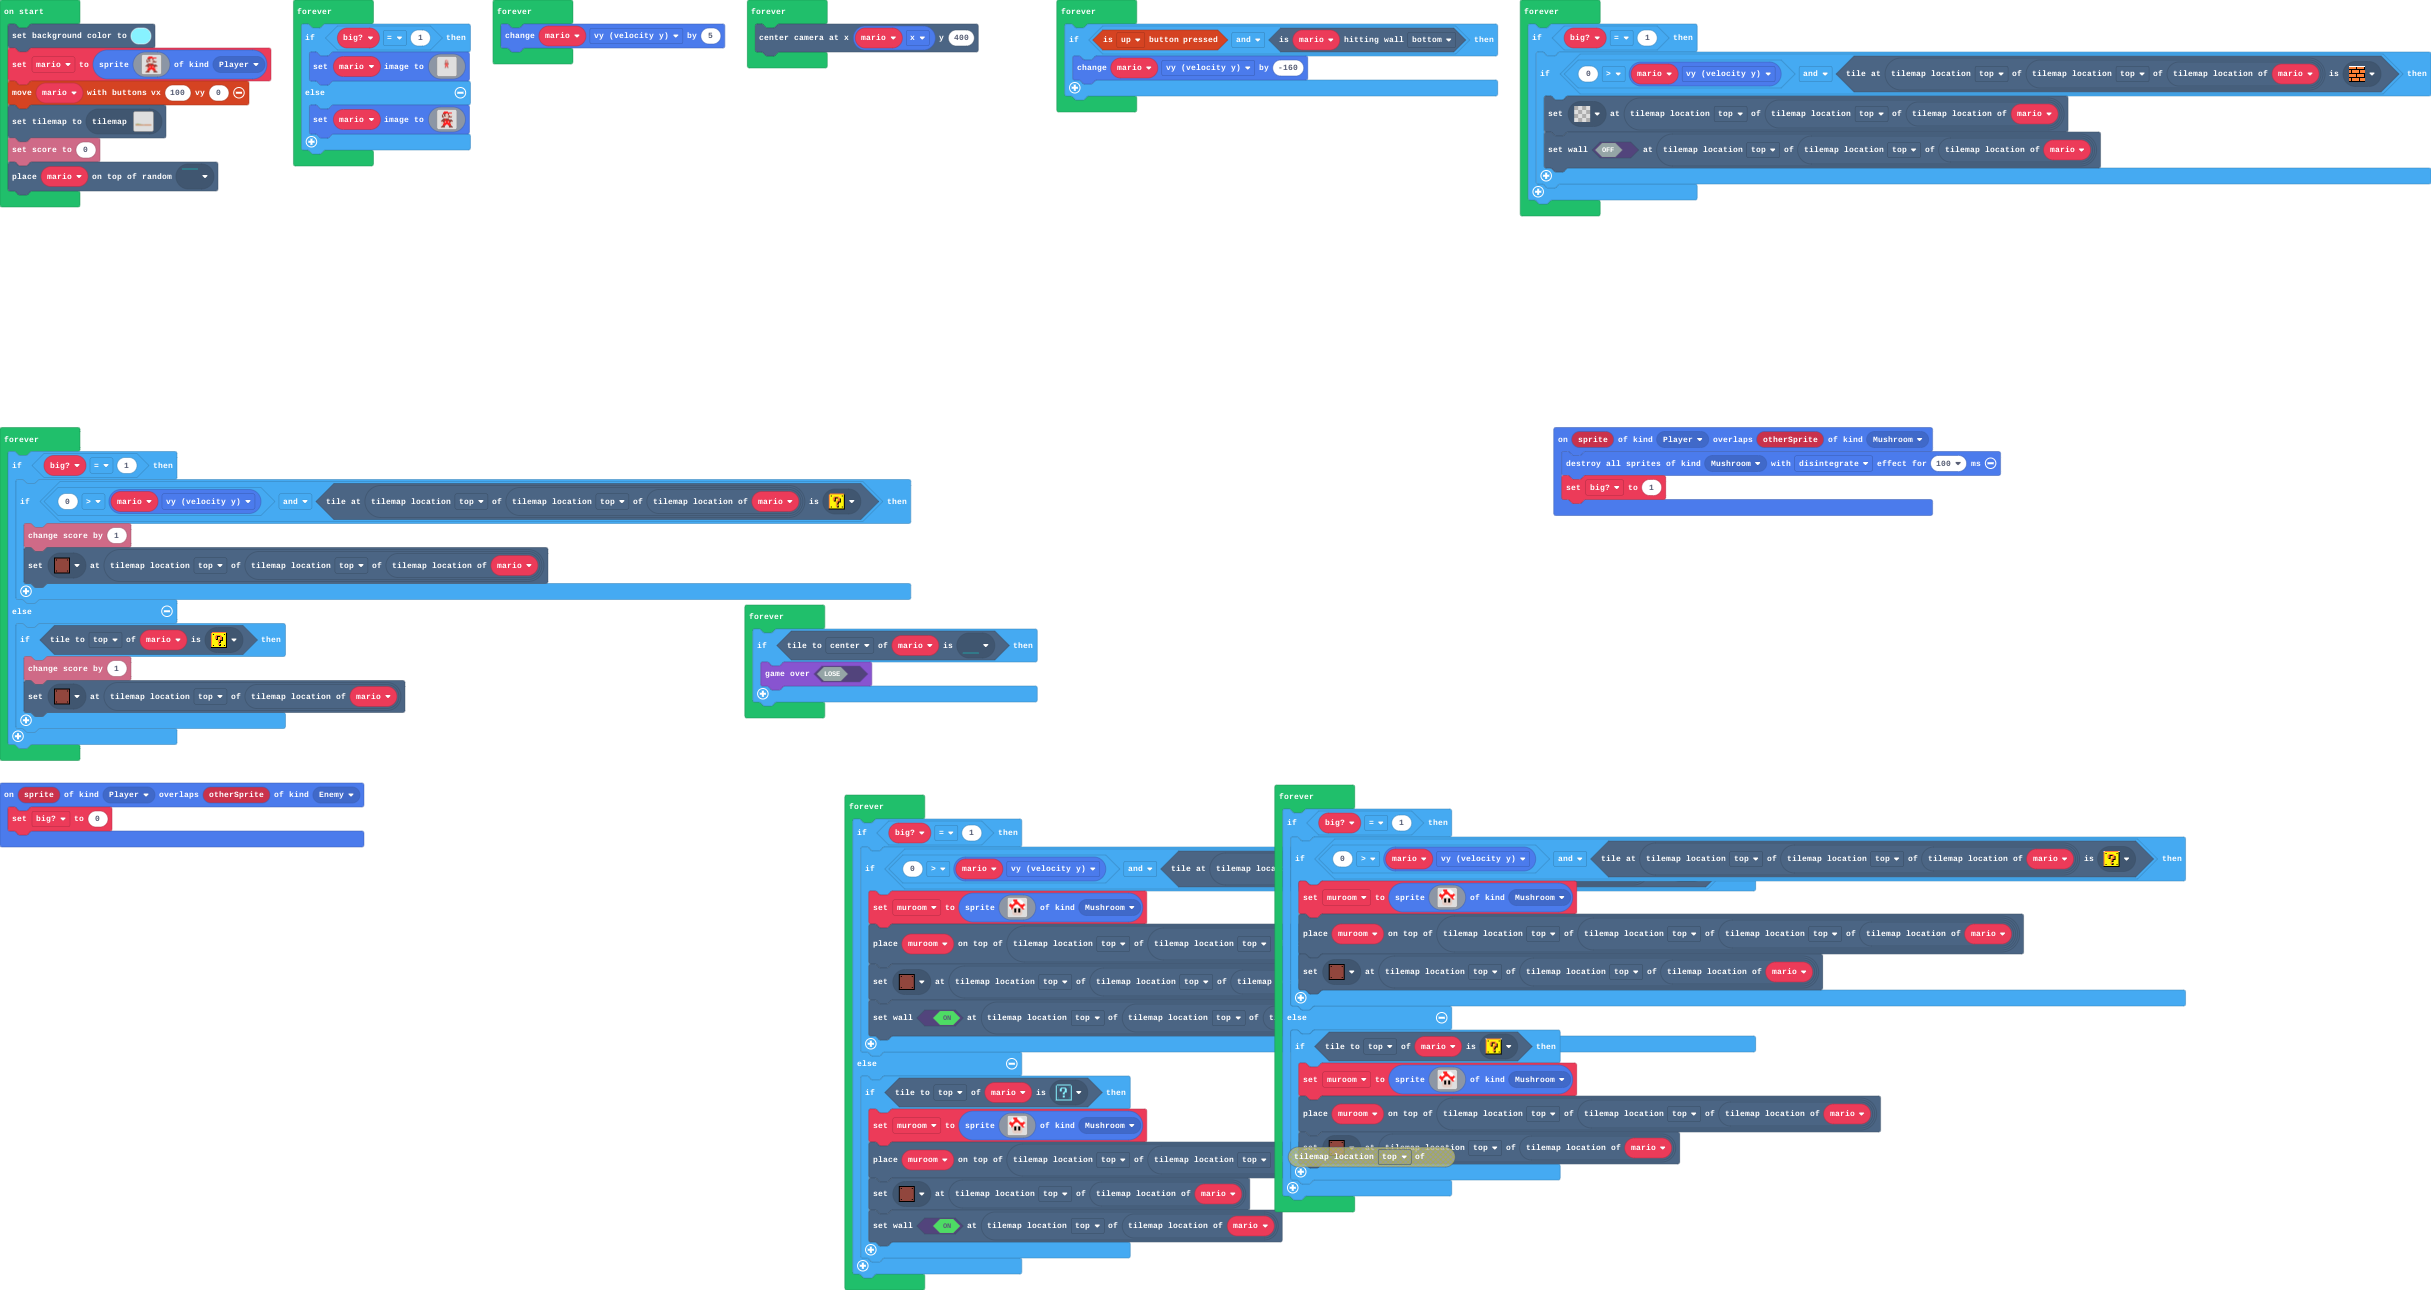 on start
set background color to
set mario to sprite of kind Player
move mario with buttons vx 100 vy 0
set tilemap to tilemap
set score to 0
place mario on top of random
forever
if big? = 1 then
set mario image to
else
set mario image to
forever
change mario vy (velocity y) by 5
forever
center camera at x mario x y 400
forever
if is up button pressed and is mario hitting wall bottom then
change mario vy (velocity y) by -160
forever
if big? = 1 then
if 0 > mario vy (velocity y) and tile at tilemap location top of tilemap location top of tilemap location of mario is then
set at tilemap location top of tilemap location top of tilemap location of mario
set wall OFF at tilemap location top of tilemap location top of tilemap location of mario
forever
if big? = 1 then
if 0 > mario vy (velocity y) and tile at tilemap location top of tilemap location top of tilemap location of mario is ? then
change score by 1
set at tilemap location top of tilemap location top of tilemap location of mario
else
if tile to top of mario is ? then
change score by 1
set at tilemap location top of tilemap location of mario
forever
if tile to center of mario is then
game over LOSE
on sprite of kind Player overlaps otherSprite of kind Mushroom
destroy all sprites of kind Mushroom with disintegrate effect for 100 ms
set big? to 1
on sprite of kind Player overlaps otherSprite of kind Enemy
set big? to 0
forever
if big? = 1 then
if 0 > mario vy (velocity y) and tile at tilemap loca
set muroom to sprite of kind Mushroom
place muroom on top of tilemap location top of tilemap location top
set at tilemap location top of tilemap location top of tilemap
set wall ON at tilemap location top of tilemap location top of t
else
if tile to top of mario is ? then
set muroom to sprite of kind Mushroom
place muroom on top of tilemap location top of tilemap location top
set at tilemap location top of tilemap location of mario
set wall ON at tilemap location top of tilemap location of mario
forever
if big? = 1 then
if 0 > mario vy (velocity y) and tile at tilemap location top of tilemap location top of tilemap location of mario is ? then
set muroom to sprite of kind Mushroom
place muroom on top of tilemap location top of tilemap location top of tilemap location top of tilemap location of mario
set at tilemap location top of tilemap location top of tilemap location of mario
else
if tile to top of mario is ? then
set muroom to sprite of kind Mushroom
place muroom on top of tilemap location top of tilemap location top of tilemap location of mario
set at tilemap location top of tilemap location of mario
tilemap location top of